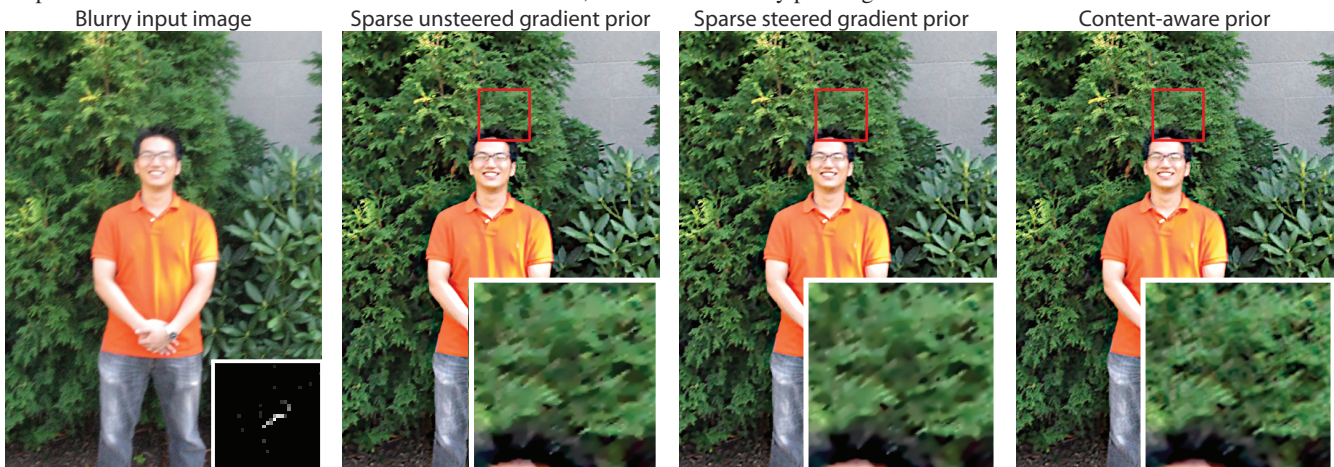 Blurry input image
Sparse unsteered gradient prior
Sparse steered gradient prior
Content-aware prior